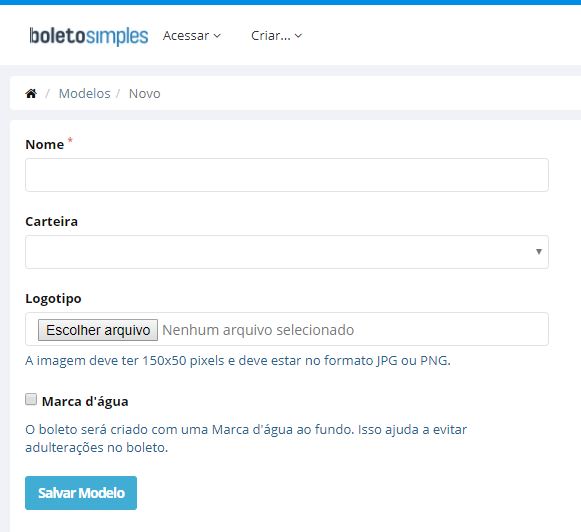 boletosimples Acessar Criar...
/ Modelos / Novo
Nome *
Carteira
Logotipo
Escolher arquivo Nenhum arquivo selecionado
A imagem deve ter 150x50 pixels e deve estar no formato JPG ou PNG.
Marca d'água
O boleto será criado com uma Marca d'água ao fundo. Isso ajuda a evitar
adulterações no boleto.
Salvar Modelo